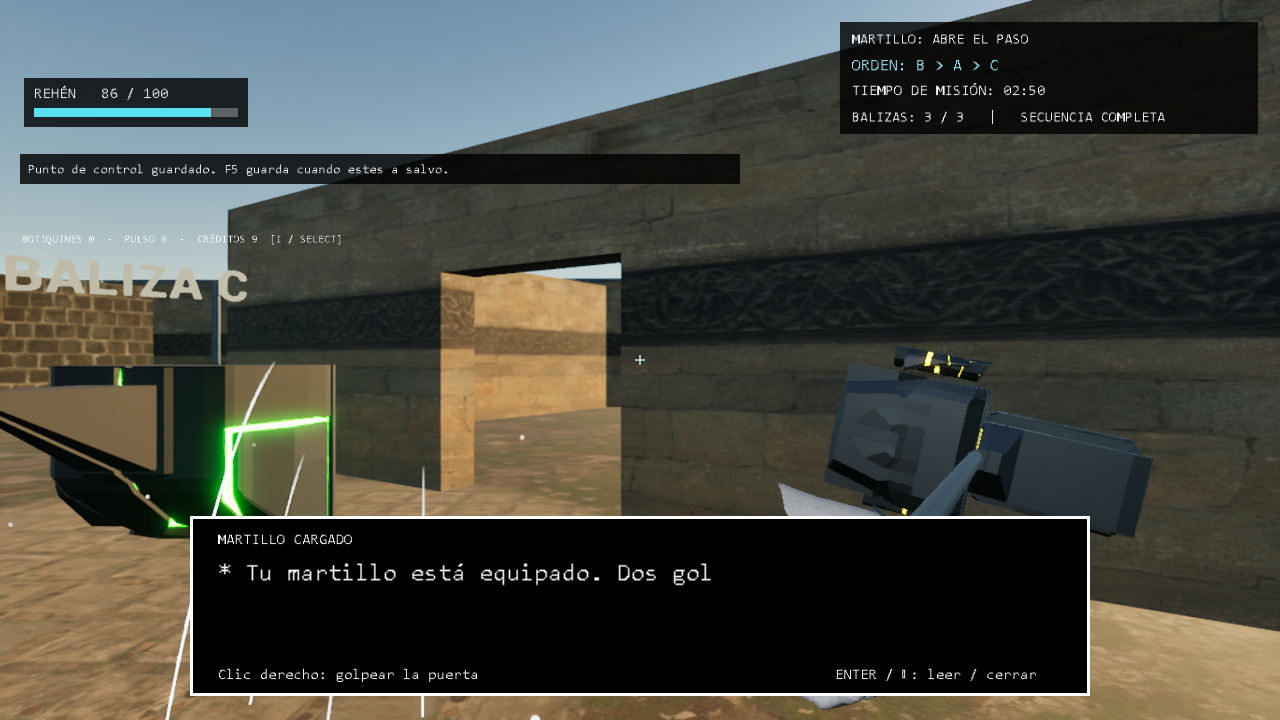 MARTILLO: ABRE EL PASO
ORDEN: B > A > C
TIEMPO DE MISIÓN: 02:50
BALIZAS: 3 / 3 | SECUENCIA COMPLETA
REHÉN 86 / 100
Punto de control guardado. F5 guarda cuando estes a salvo.
BOTIQUINES 0 · PULSO 0 · CRÉDITOS 9 [I / SELECT]
BALIZA C
MARTILLO CARGADO
* Tu martillo está equipado. Dos gol
Clic derecho: golpear la puerta
ENTER / : leer / cerrar